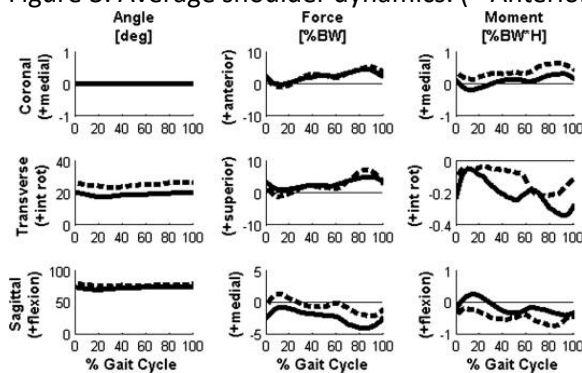 Figure 3. Average shoulder dynamics. (
Angle
[deg]
Force
[%BW]
Moment
[%BW*H]
Coronal
(+medial)
1
0
-1
0 20 40 60 80 100
(+anterior)
10
0
-10
0 20 40 60 80 100
(+medial)
1
0
-1
0 20 40 60 80 100
Transverse
(+int rot)
40
20
0
0 20 40 60 80 100
(+superior)
10
0
-10
0 20 40 60 80 100
(+int rot)
0
-0.2
-0.4
0 20 40 60 80 100
Sagittal
(+flexion)
100
50
0
0 20 40 60 80 100
% Gait Cycle
(+medial)
5
0
-5
0 20 40 60 80 100
% Gait Cycle
(+flexion)
1
0
-1
0 20 40 60 80 100
% Gait Cycle